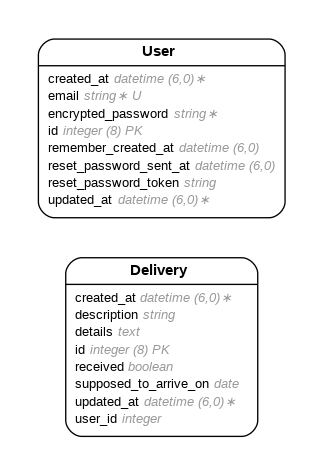 User
created_at datetime (6,0)∗
email string∗ U
encrypted_password string∗
id integer (8) PK
remember_created_at datetime (6,0)
reset_password_sent_at datetime (6,0)
reset_password_token string
updated_at datetime (6,0)∗
Delivery
created_at datetime (6,0)∗
description string
details text
id integer (8) PK
received boolean
supposed_to_arrive_on date
updated_at datetime (6,0)∗
user_id integer